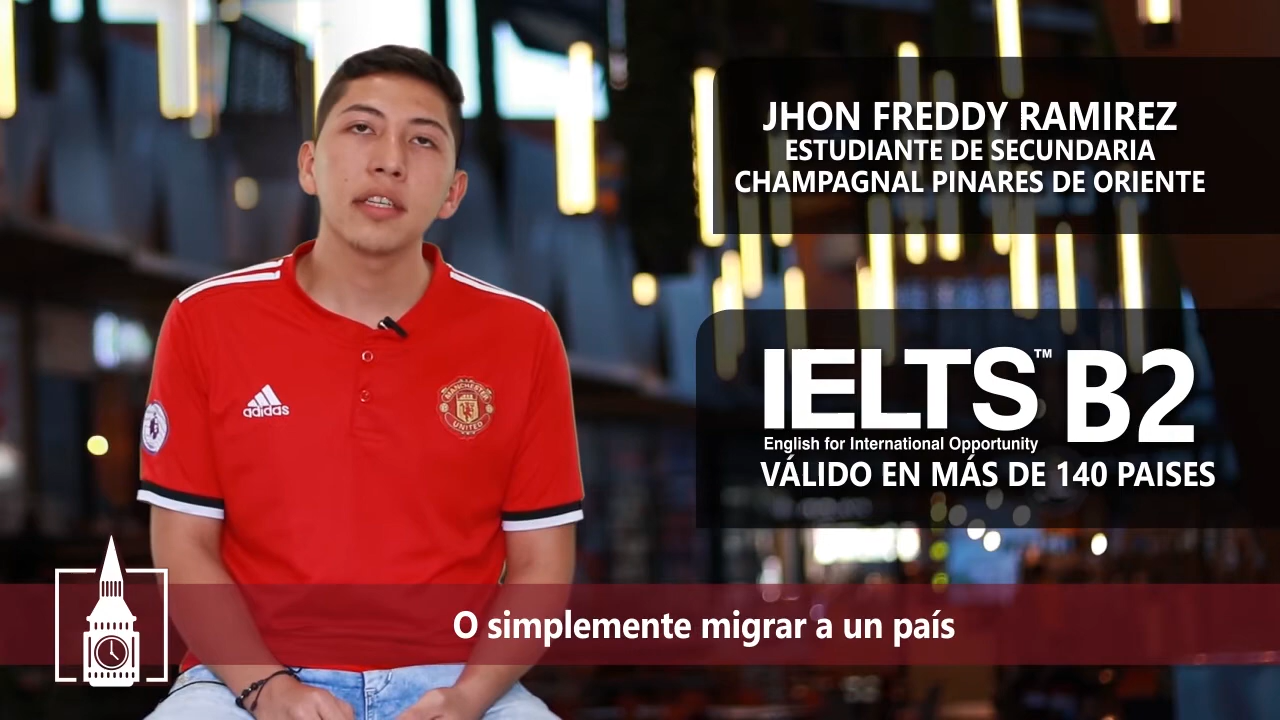 JHON FREDDY RAMIREZ
ESTUDIANTE DE SECUNDARIA
CHAMPAGNAL PINARES DE ORIENTE
IELTS™ B2
English for International Opportunity
VÁLIDO EN MÁS DE 140 PAISES
adidas
MANCHESTER
UNITED
O simplemente migrar a un país